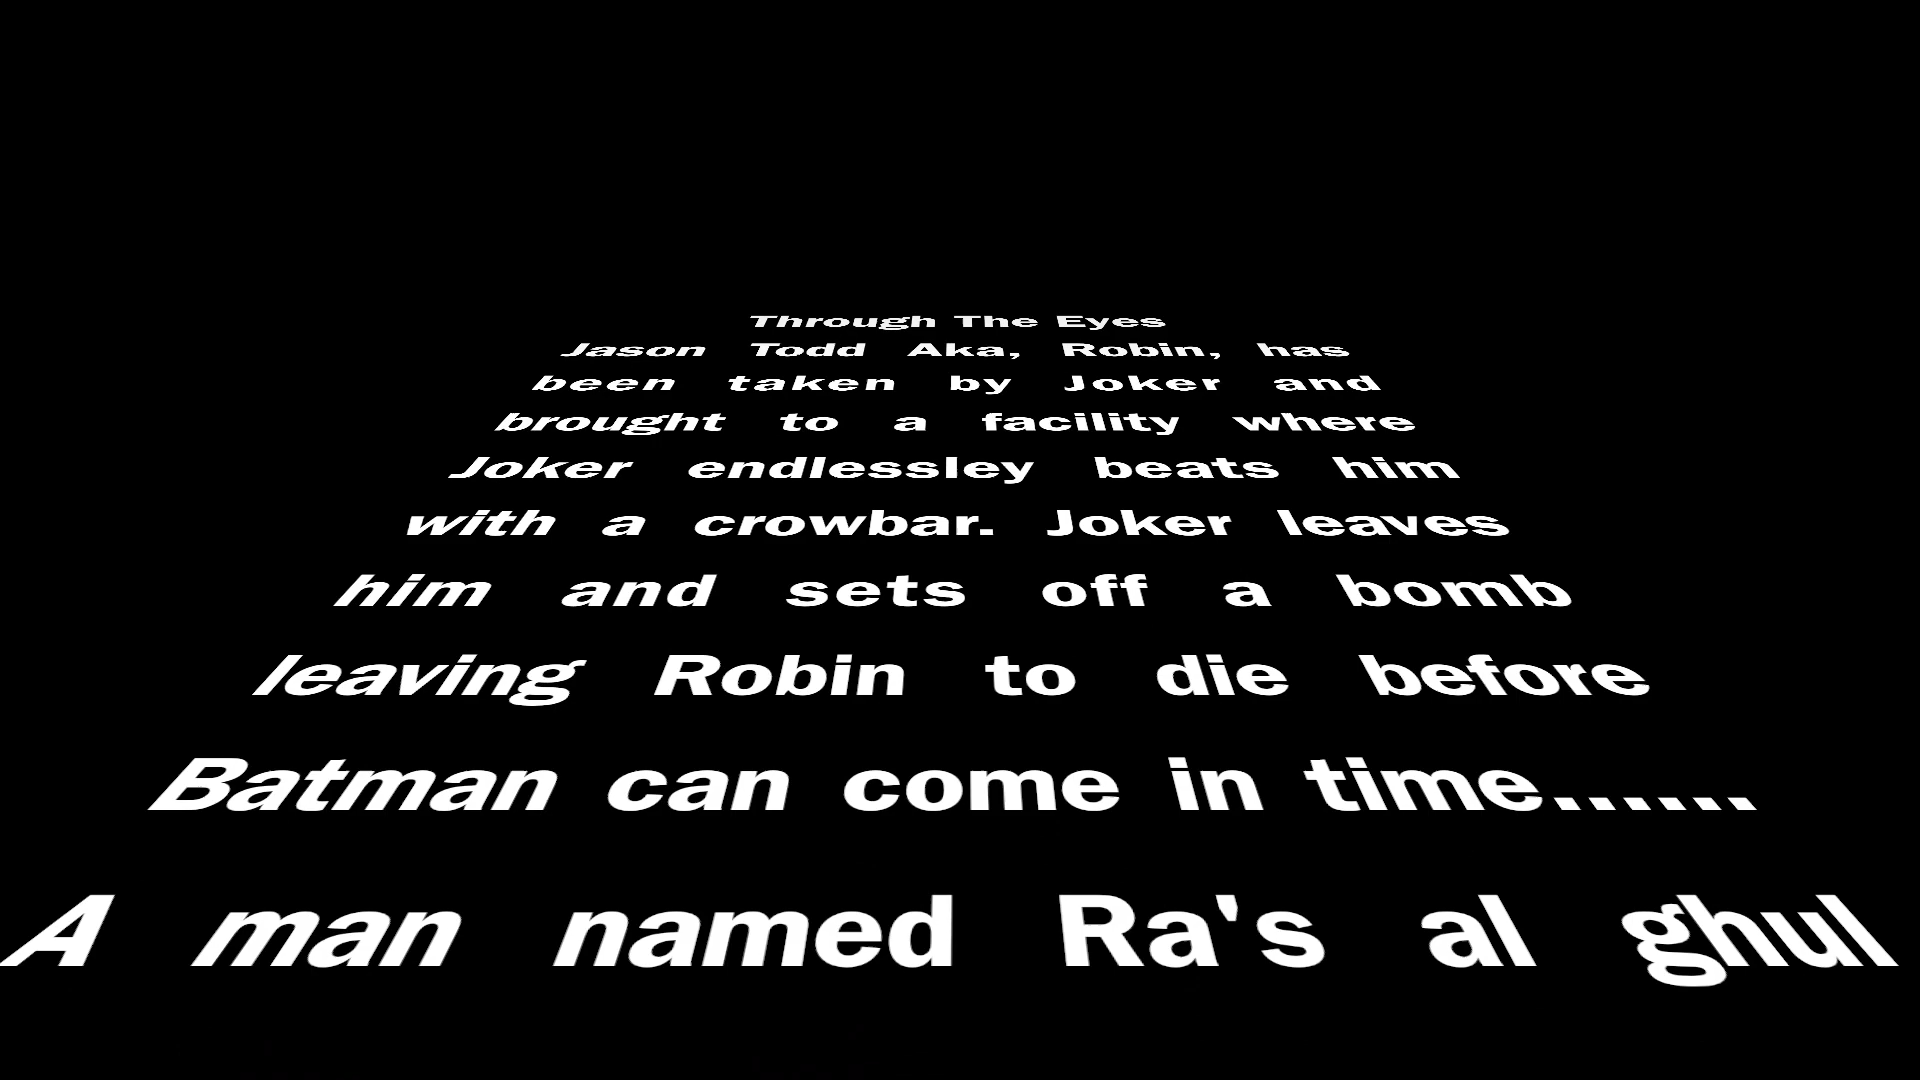 Through The Eyes
Jason Todd Aka, Robin, has
been taken by Joker and
brought to a facility where
Joker endlessley beats him
with a crowbar. Joker leaves
him and sets off a bomb
leaving Robin to die before
Batman can come in time......
A man named Ra's al ghul